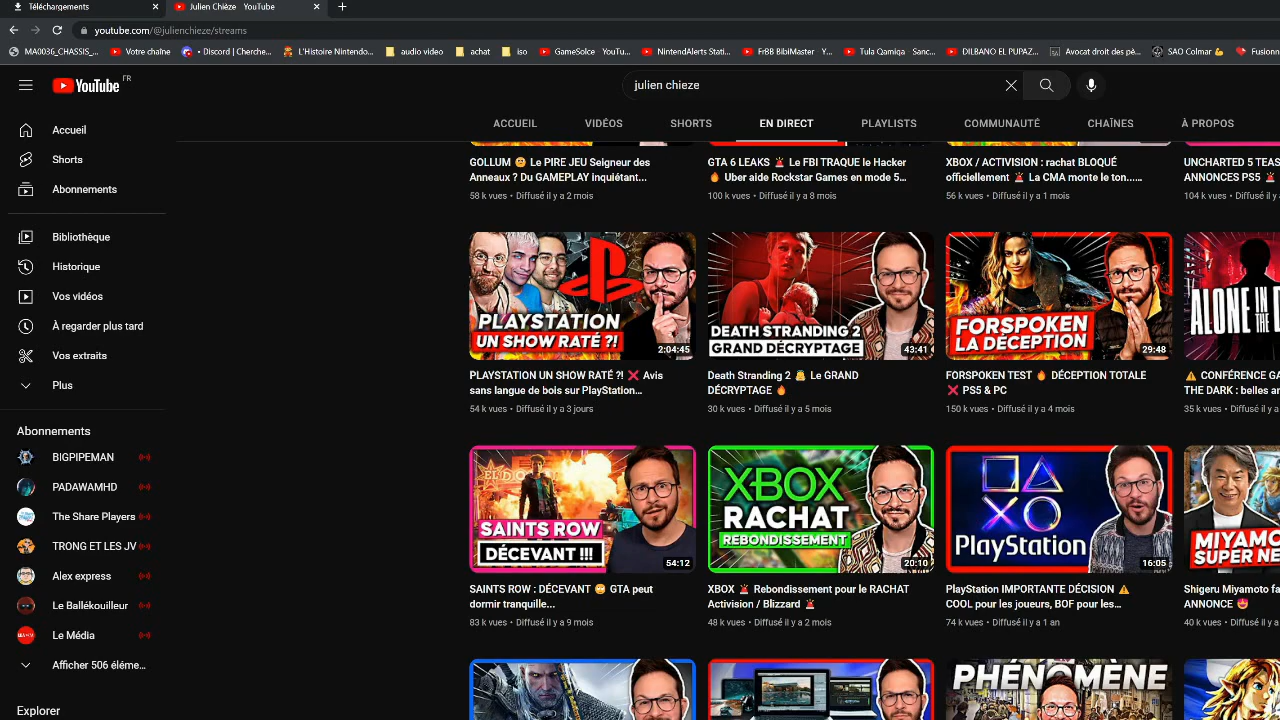 Téléchargements
Julien Chièze YouTube
youtube.com/@julienchieze/streams
MA0036_CHASSIS_...
Votre chaîne
• Discord | Cherche...
L'Histoire Nintendo...
audio video
achat
iso
GameSolce YouTu...
NintendAlerts Stati...
FrBB BibiMaster Y...
Tula Qamiqa Sanc...
DILBANO EL PUPAZ...
Avocat droit des pè...
SAO Colmar
Fusionn
YouTube FR
julien chieze
ACCUEIL
VIDÉOS
SHORTS
EN DIRECT
PLAYLISTS
COMMUNAUTÉ
CHAÎNES
À PROPOS
Accueil
Shorts
Abonnements
Bibliothèque
Historique
Vos vidéos
À regarder plus tard
Vos extraits
Plus
Abonnements
BIGPIPEMAN
PADAWAMHD
The Share Players
TRONG ET LES JV
Alex express
Le Ballékouilleur
Le Média
Afficher 506 éléme...
Explorer
GOLLUM 😨 Le PIRE JEU Seigneur des
Anneaux ? Du GAMEPLAY inquiétant...
58 k vues • Diffusé il y a 2 mois
GTA 6 LEAKS 🚨 Le FBI TRAQUE le Hacker
🔥 Uber aide Rockstar Games en mode 5...
100 k vues • Diffusé il y a 8 mois
XBOX / ACTIVISION : rachat BLOQUÉ
officiellement 🚨 La CMA monte le ton......
56 k vues • Diffusé il y a 1 mois
UNCHARTED 5 TEAS
ANNONCES PS5 🚨
104 k vues • Diffusé il y
PLAYSTATION
UN SHOW RATÉ ?!
2:04:45
PLAYSTATION UN SHOW RATÉ ?! ❌ Avis
sans langue de bois sur PlayStation...
54 k vues • Diffusé il y a 3 jours
DEATH STRANDING 2
GRAND DÉCRYPTAGE
43:41
Death Stranding 2 Le GRAND
DÉCRYPTAGE 🔥
30 k vues • Diffusé il y a 5 mois
FORSPOKEN
LA DÉCEPTION
29:48
FORSPOKEN TEST 🔥 DÉCEPTION TOTALE
❌ PS5 & PC
150 k vues • Diffusé il y a 4 mois
ALONE IN
THE D
⚠️ CONFÉRENCE GA
THE DARK : belles an
35 k vues • Diffusé il y a
SAINTS ROW
DÉCEVANT !!!
54:12
SAINTS ROW : DÉCEVANT 🙄 GTA peut
dormir tranquille...
83 k vues • Diffusé il y a 9 mois
XBOX
RACHAT
REBONDISSEMENT
20:10
XBOX 🚨 Rebondissement pour le RACHAT
Activision / Blizzard 🚨
48 k vues • Diffusé il y a 2 mois
PlayStation
16:05
PlayStation IMPORTANTE DÉCISION ⚠️
COOL pour les joueurs, BOF pour les...
74 k vues • Diffusé il y a 1 an
MIYAMO
SUPER NE
Shigeru Miyamoto fa
ANNONCE 😍
40 k vues • Diffusé il y a
PHÉNOMÈNE